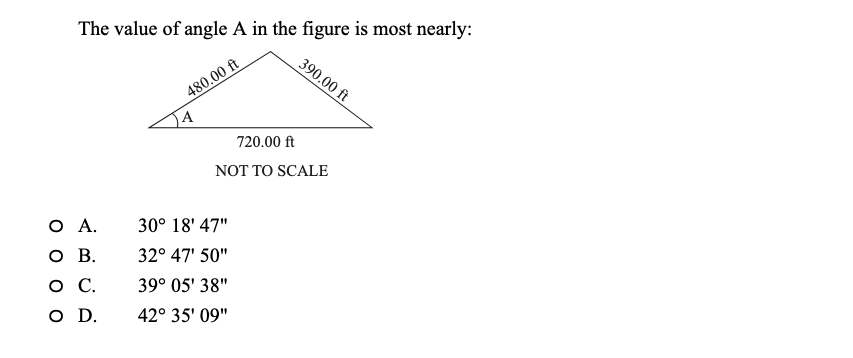 The value of angle A in the figure is most nearly:
480.00 ft
390.00 ft
A
720.00 ft
NOT TO SCALE
O A. 30° 18' 47"
O B. 32° 47' 50"
O C. 39° 05' 38"
O D. 42° 35' 09"